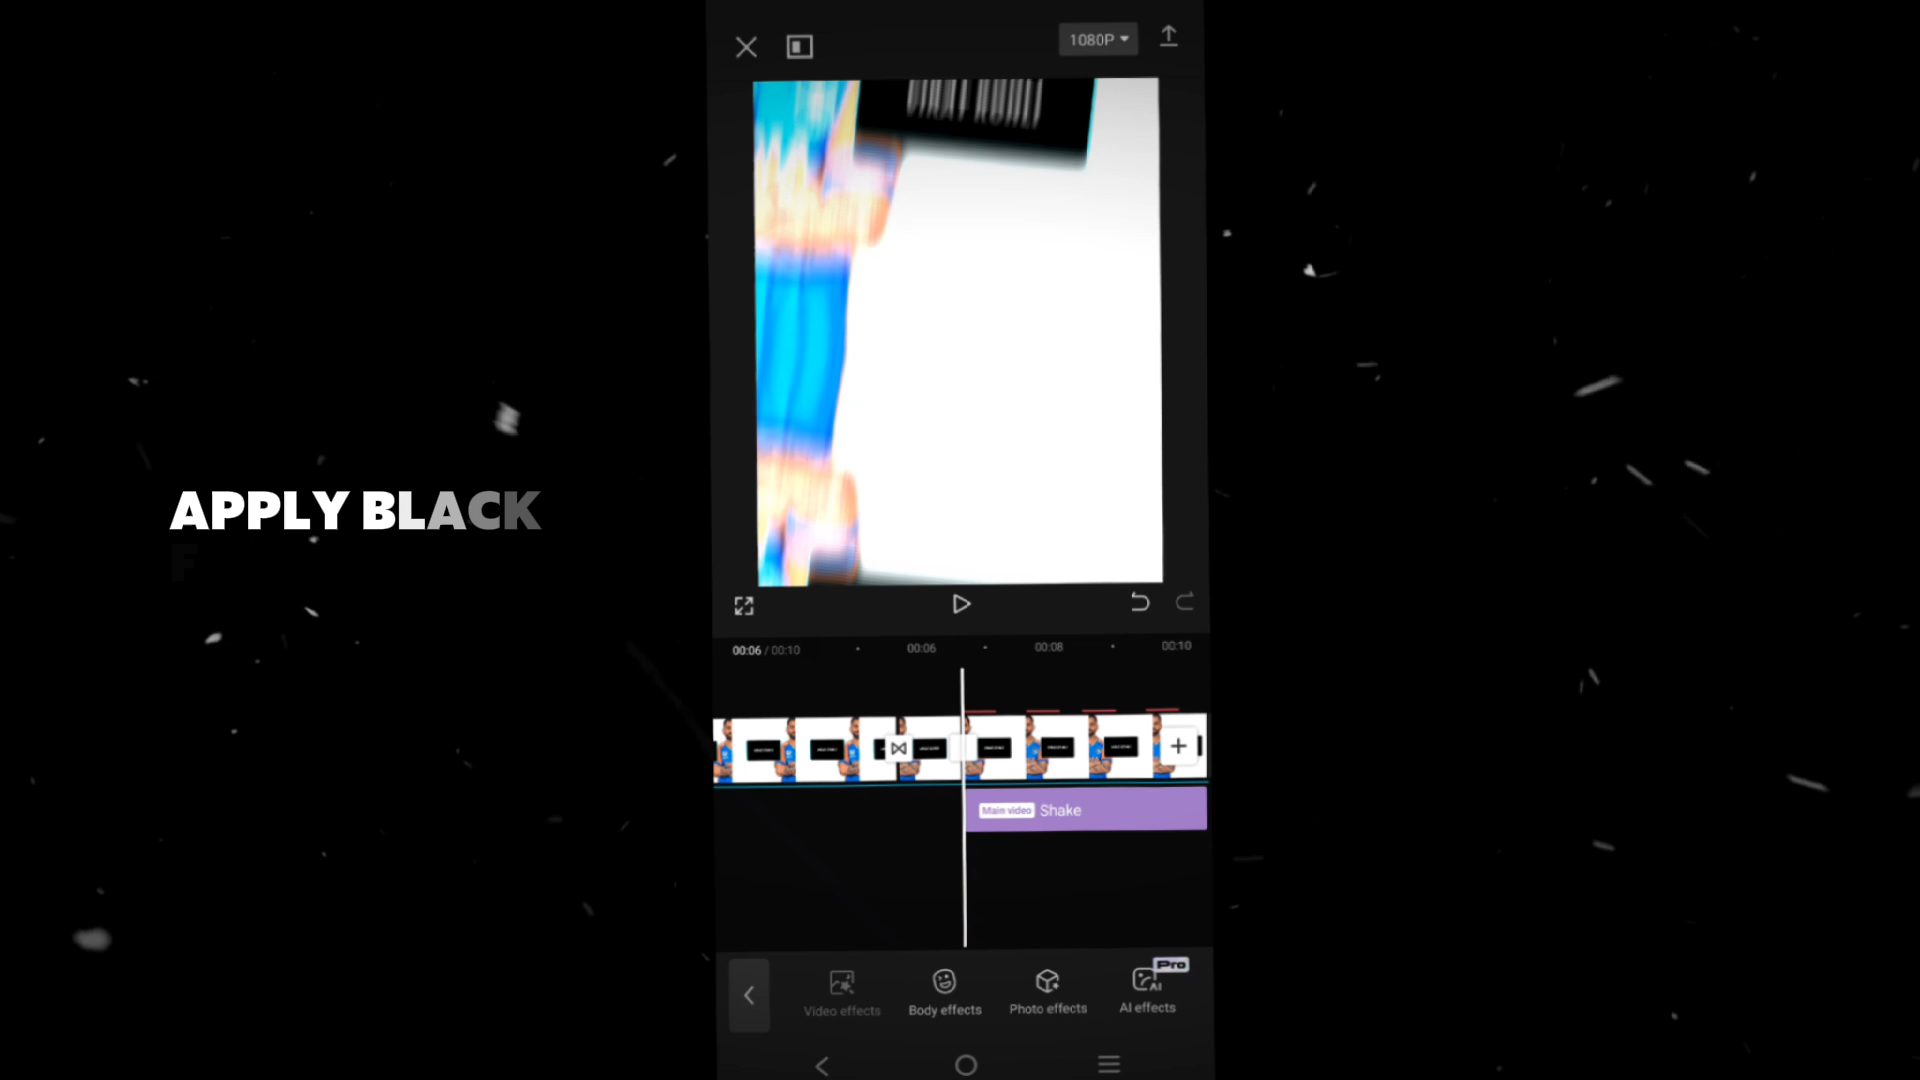 1080P
APPLY BLACK
F
00:06 / 00:10
00:06
00:08
00:10
Main video Shake
Pro
Video effects
Body effects
Photo effects
AI effects